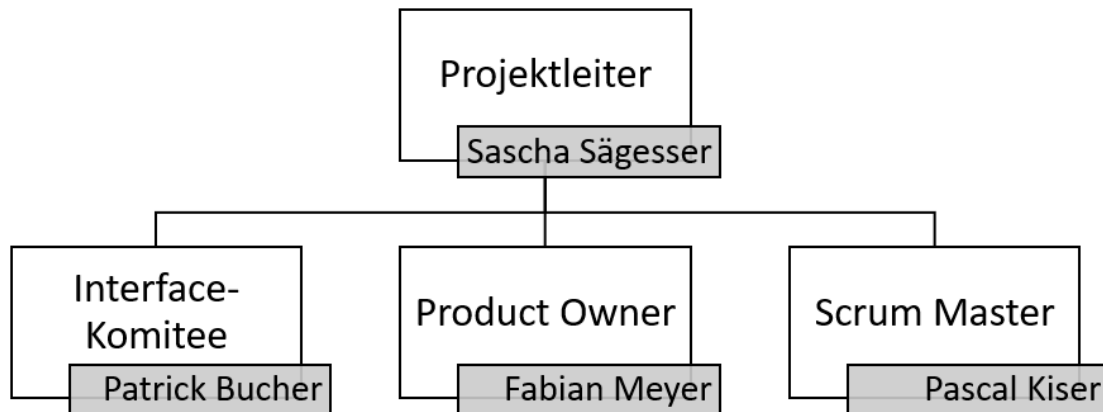 Projektleiter
Sascha Sägesser
Interface-
Komitee
Patrick Bucher
Product Owner
Fabian Meyer
Scrum Master
Pascal Kiser